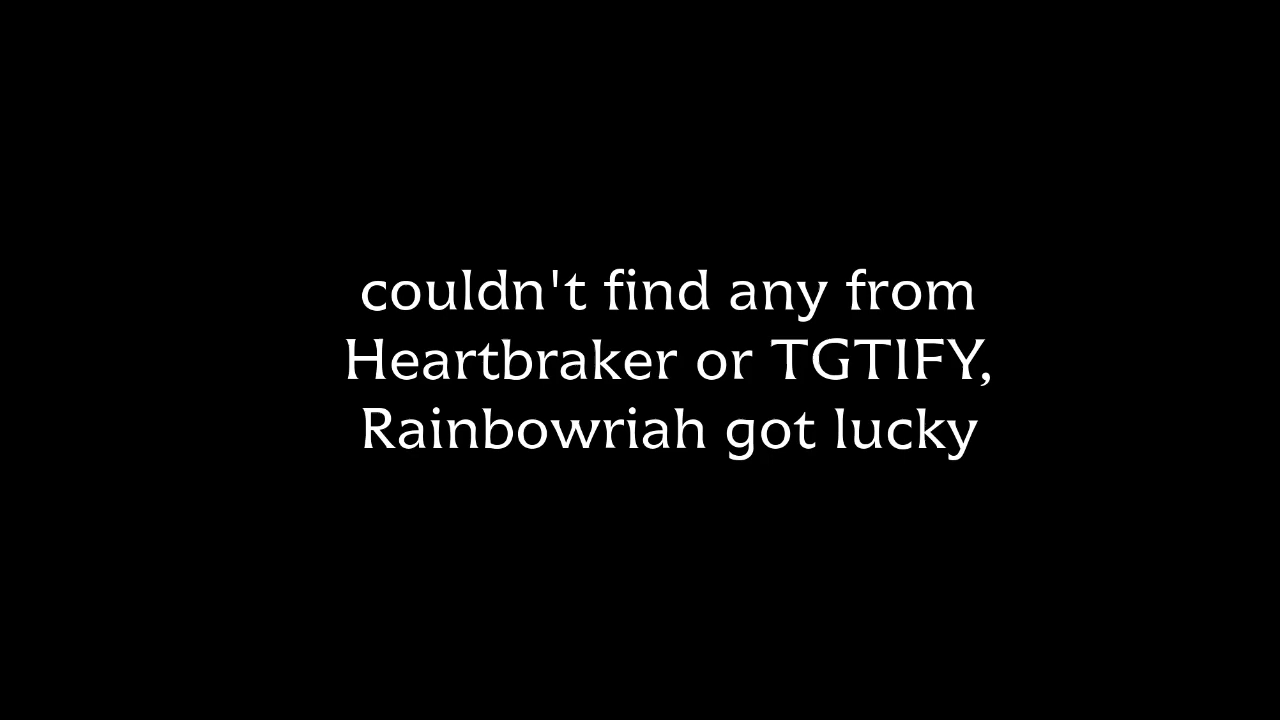 couldn't find any from
Heartbraker or TGTIFY,
Rainbowriah got lucky